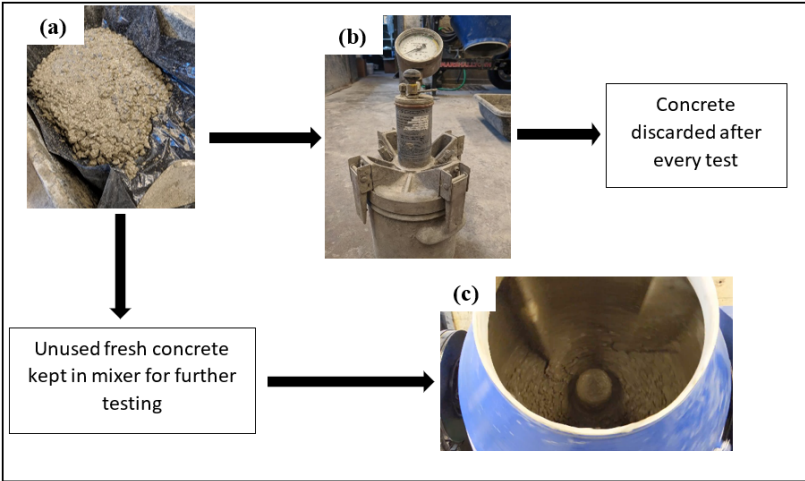 (a)
(b)
Concrete
discarded after
every test
(c)
Unused fresh concrete
kept in mixer for further
testing